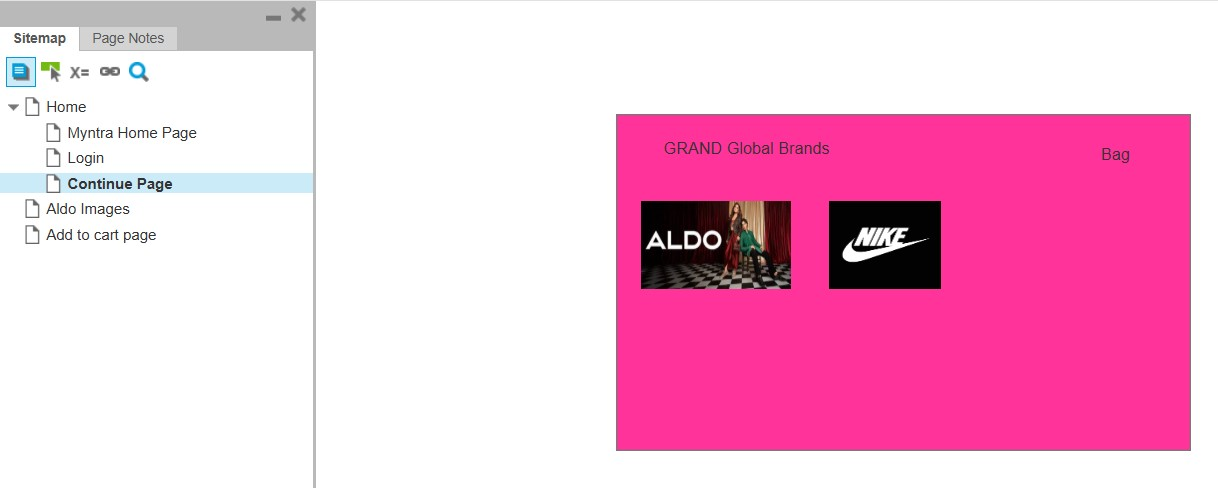 Sitemap
Page Notes
X=
Home
Myntra Home Page
Login
Continue Page
Aldo Images
Add to cart page
GRAND Global Brands
Bag
ALDO
NIKE